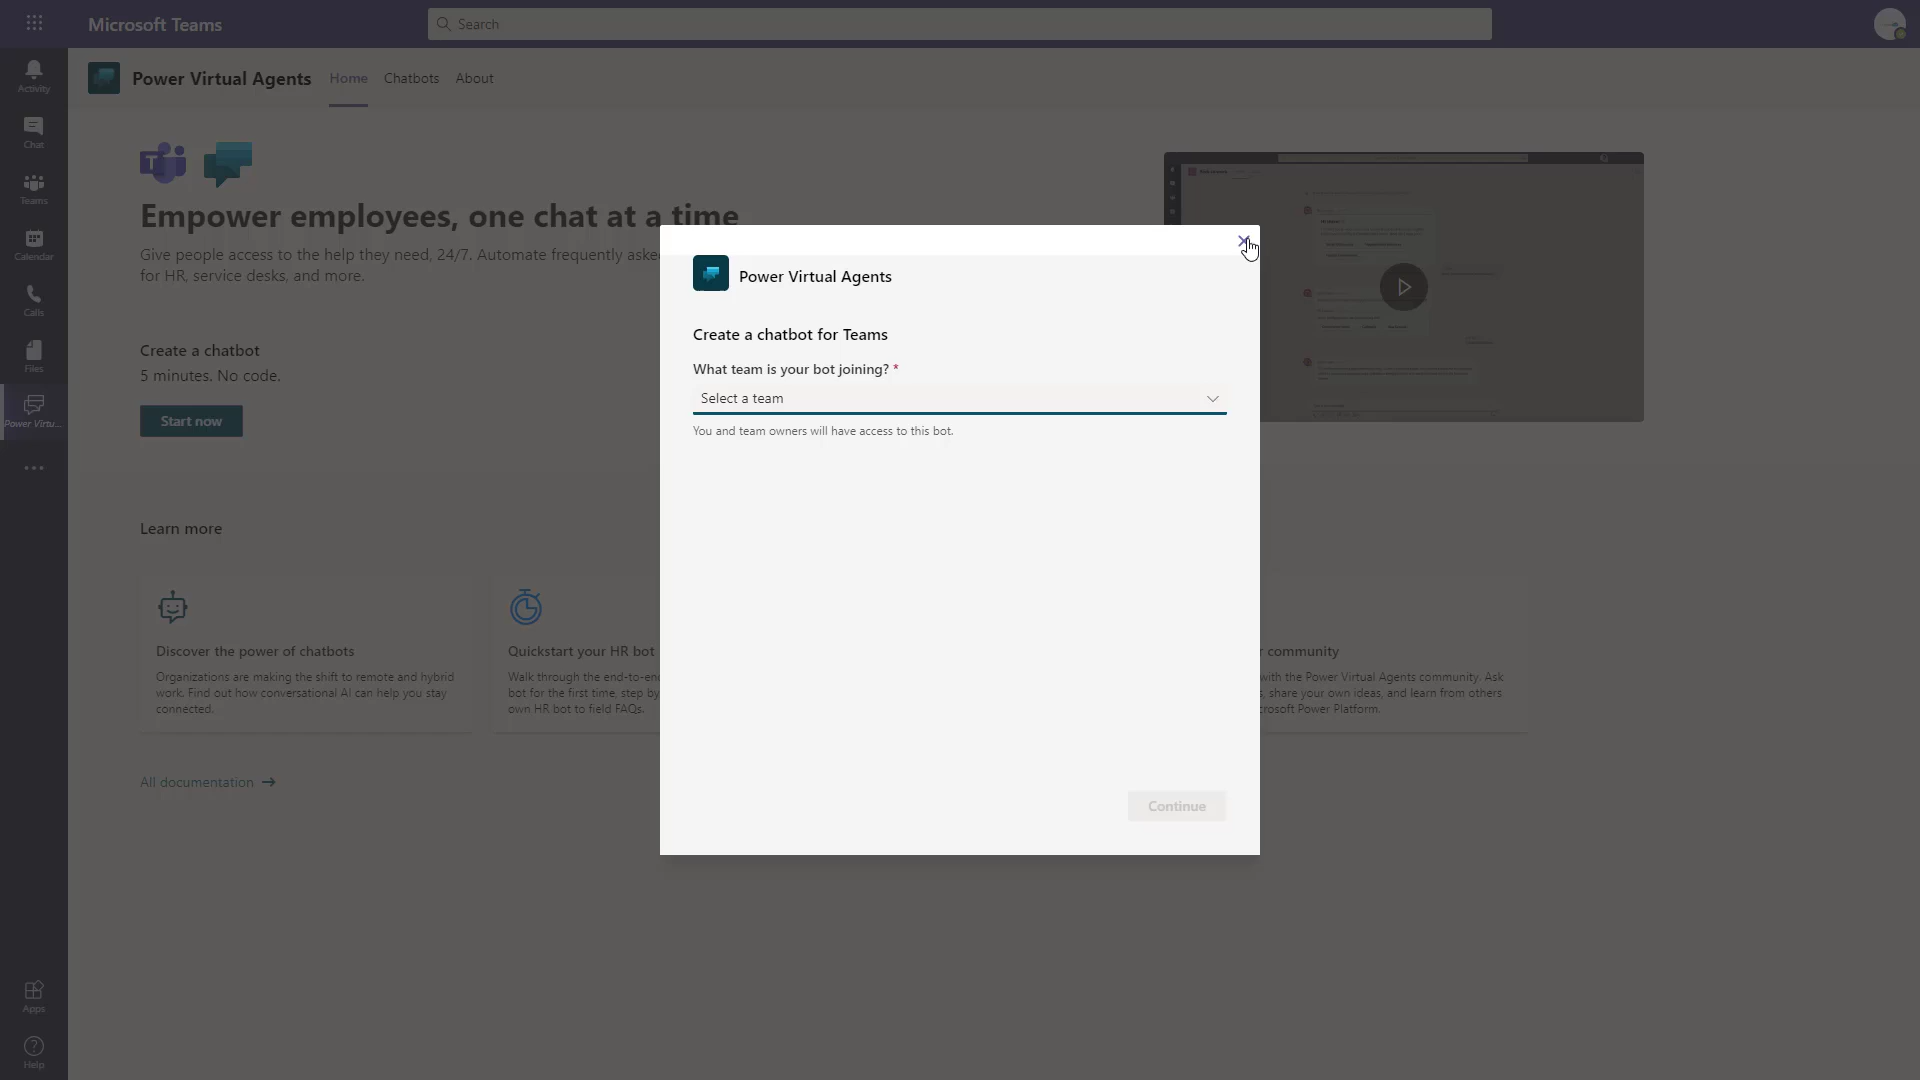 Microsoft Teams
Search
Activity
Chat
Teams
Calendar
Calls
Files
Power Virtu...
Apps
Help
Power Virtual Agents
Home
Chatbots
About
Empower employees, one chat at a time
Give people access to the help they need, 24/7. Automate frequently aske
for HR, service desks, and more.
Create a chatbot
5 minutes. No code.
Start now
Learn more
Discover the power of chatbots
Organizations are making the shift to remote and hybrid
work. Find out how conversational AI can help you stay
connected.
Quickstart your HR bot
Walk through the end-to-en
bot for the first time, step by
own HR bot to field FAQs.
r community
with the Power Virtual Agents community. Ask
s, share your own ideas, and learn from others
crosoft Power Platform.
All documentation
Power Virtual Agents
Create a chatbot for Teams
What team is your bot joining? *
Select a team
You and team owners will have access to this bot.
Continue